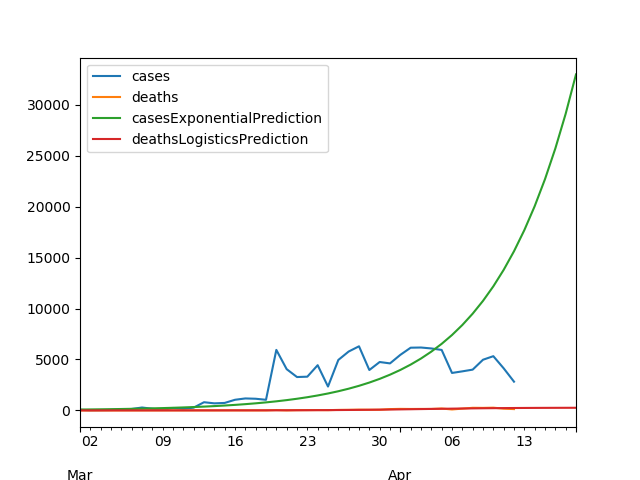 cases
deaths
casesExponentialPrediction
deathsLogisticsPrediction
30000
25000
20000
15000
10000
5000
0
02 09 16 23 30 06 13
Mar Apr